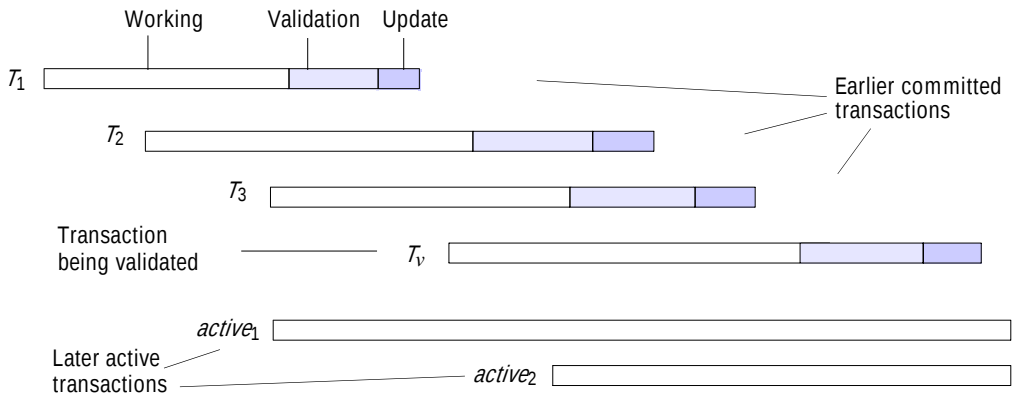 Working Validation Update
T1
Earlier committed
transactions
T2
T3
Transaction
being validated
Tv
active1
Later active
transactions
active2